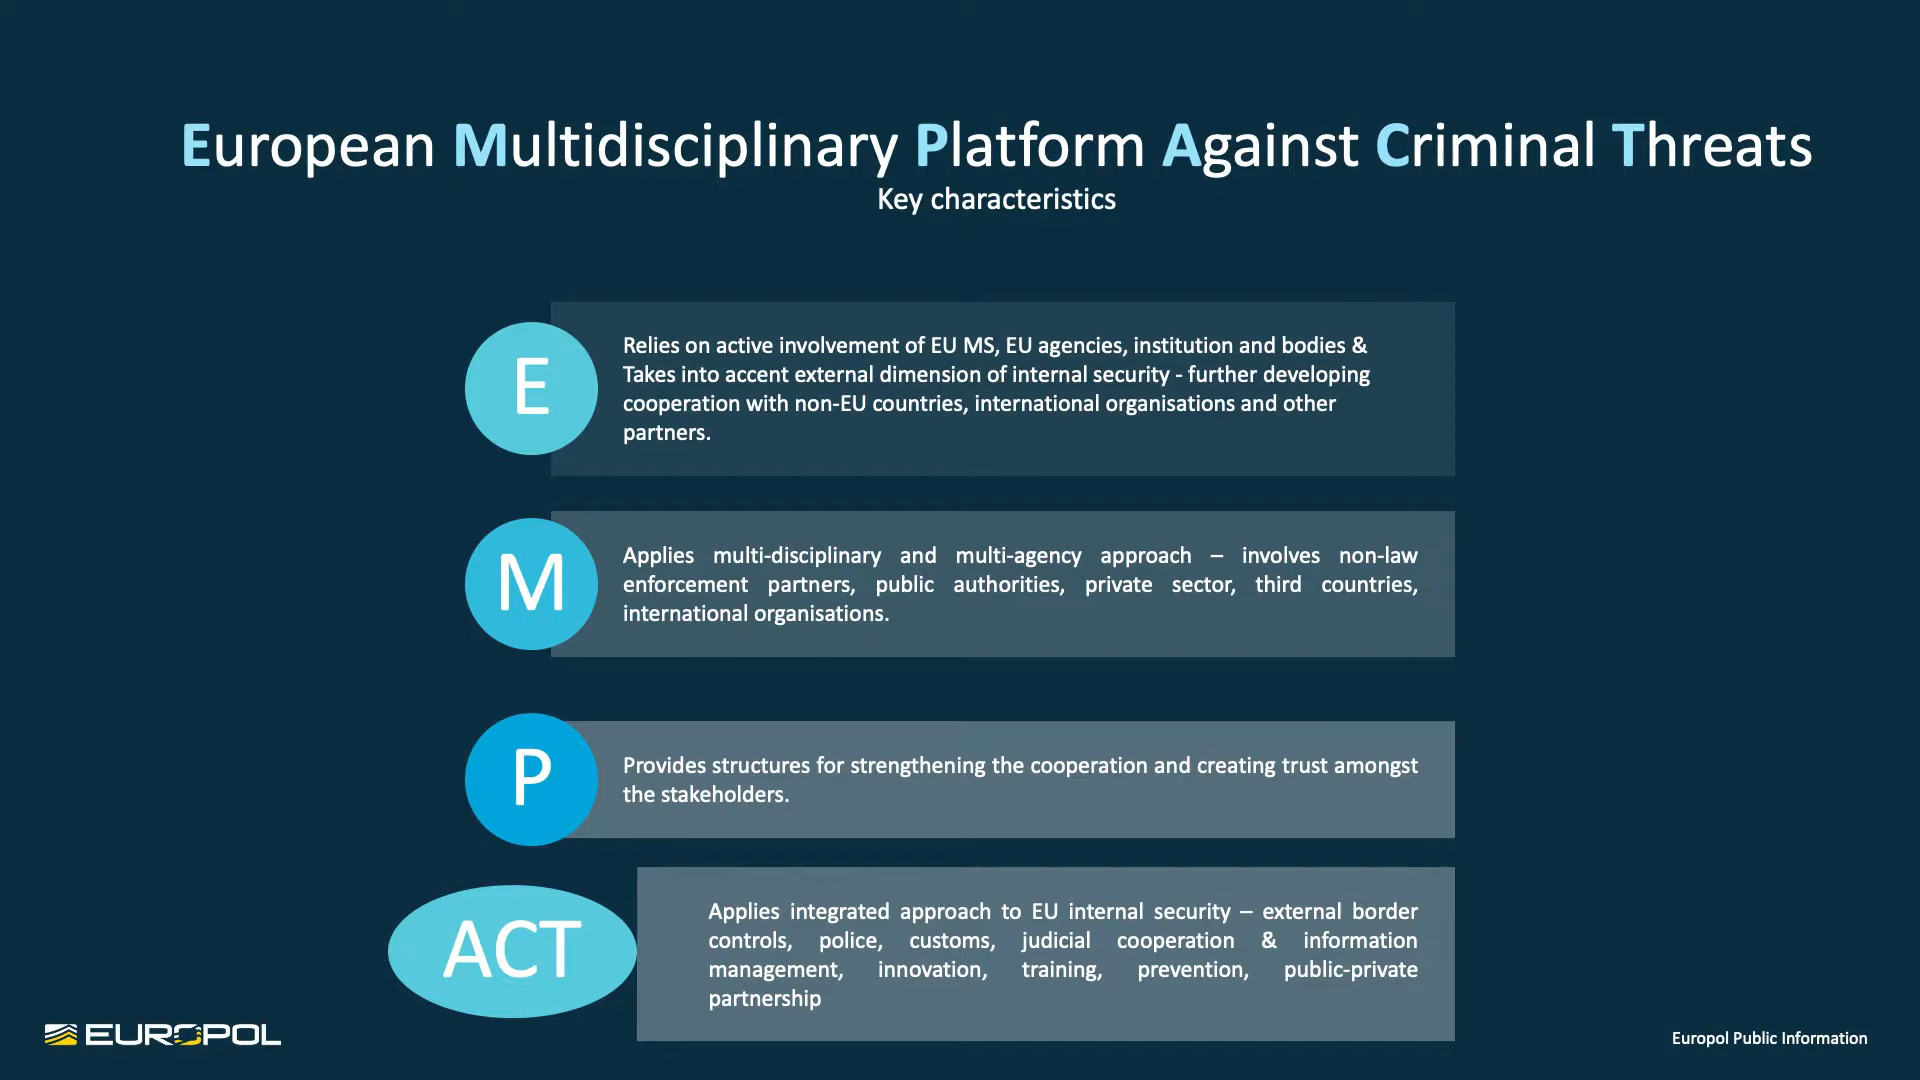 European Multidisciplinary Platform Against Criminal Threats
Key characteristics
E
Relies on active involvement of EU MS, EU agencies, institution and bodies &
Takes into accent external dimension of internal security - further developing
cooperation with non-EU countries, international organisations and other
partners.
M
Applies multi-disciplinary and multi-agency approach – involves non-law
enforcement partners, public authorities, private sector, third countries,
international organisations.
P
Provides structures for strengthening the cooperation and creating trust amongst
the stakeholders.
ACT
Applies integrated approach to EU internal security – external border
controls, police, customs, judicial cooperation & information
management, innovation, training, prevention, public-private
partnership
EUROPOL
Europol Public Information